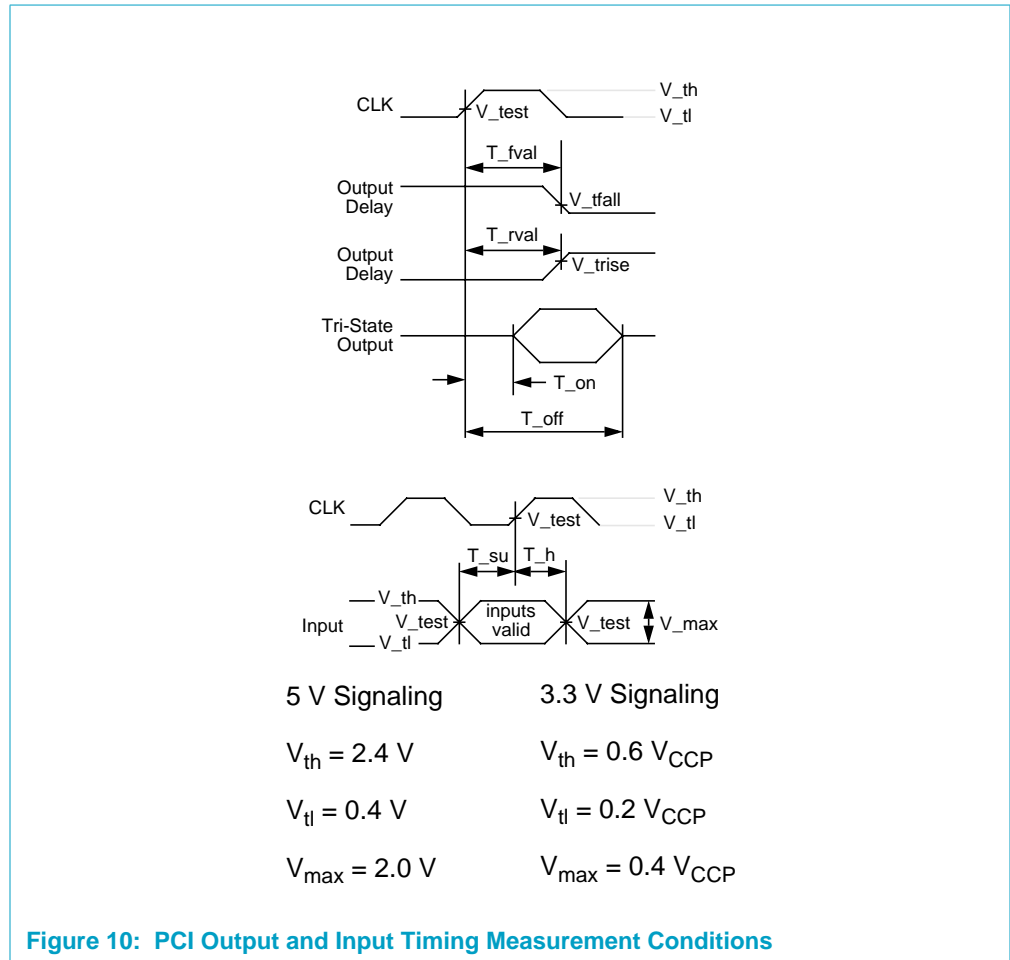 CLK
V_th
V_test
V_tl
T_fval
Output
Delay
V_tfall
T_rval
Output
Delay
V_trise
Tri-State
Output
T_on
T_off
CLK
V_th
V_test
V_tl
T_su
T_h
Input
V_th
V_test
V_tl
inputs
valid
V_test
V_max
5 V Signaling
3.3 V Signaling
Vth = 2.4 V
Vth = 0.6 VCCP
Vtl = 0.4 V
Vtl = 0.2 VCCP
Vmax = 2.0 V
Vmax = 0.4 VCCP
Figure 10: PCI Output and Input Timing Measurement Conditions